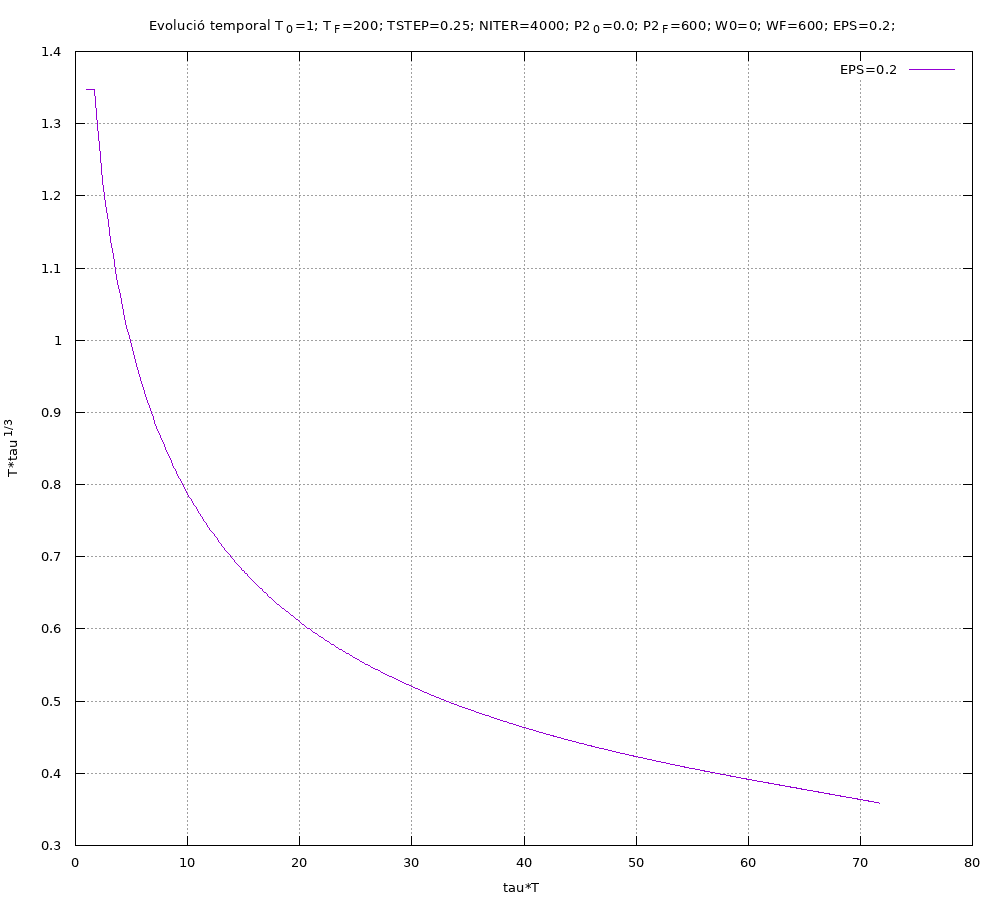 Evolució temporal T 0=1; T F=200; TSTEP=0.25; NITER=4000; P2 0=0.0; P2 F=600; W0=0; WF=600; EPS=0.2;
EPS=0.2
1.4
1.3
1.2
1.1
1
0.9
0.8
0.7
0.6
0.5
0.4
0.3
T*tau 1/3
0 10 20 30 40 50 60 70 80
tau*T